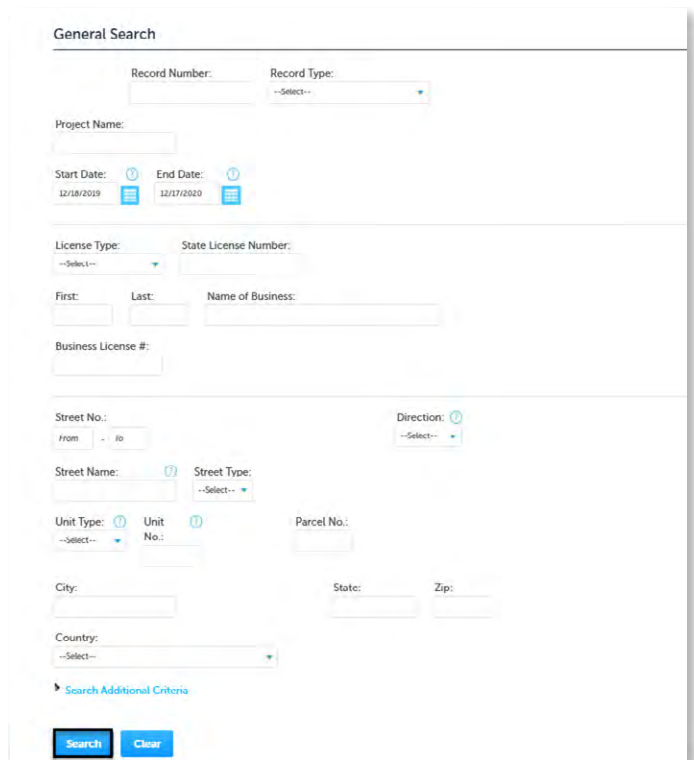 General Search
Record Number: Record Type:
--Select--
Project Name:
Start Date: ? End Date: ?
12/18/2019 12/17/2020
License Type: State License Number:
--Select--
First: Last: Name of Business:
Business License #:
Street No.: Direction: ?
From - To --Select--
Street Name: ? Street Type:
--Select--
Unit Type: ? Unit No.: ? Parcel No.:
--Select--
City: State: Zip:
Country:
--Select--
Search Additional Criteria
Search Clear